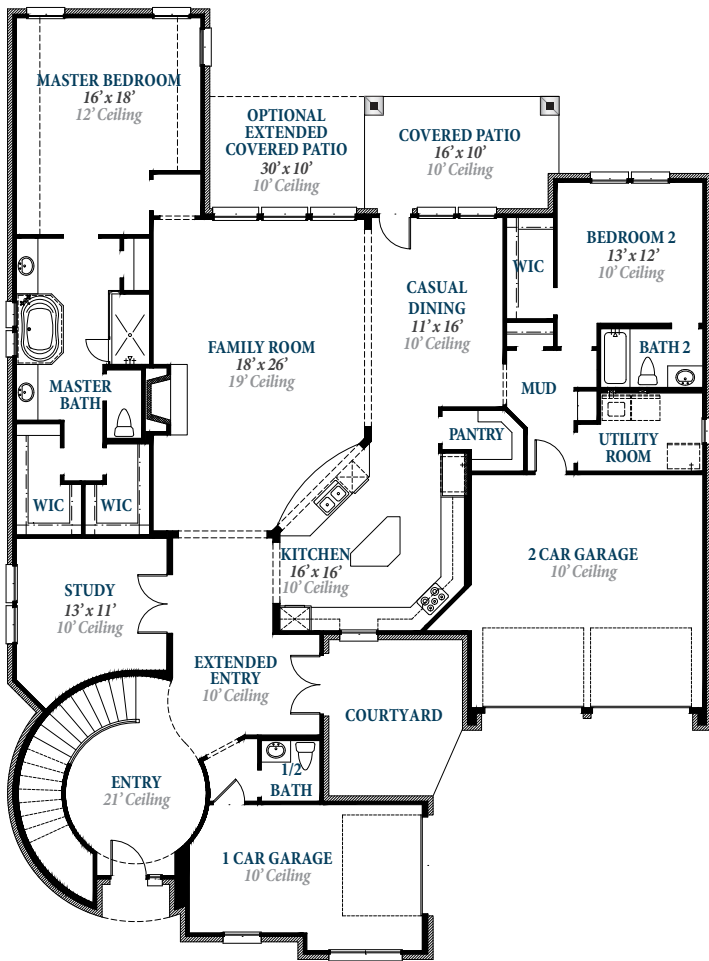 MASTER BEDROOM
16' x 18'
12' Ceiling
OPTIONAL
EXTENDED
COVERED PATIO
30' x 10'
10' Ceiling
COVERED PATIO
16' x 10'
10' Ceiling
BEDROOM 2
13' x 12'
10' Ceiling
WIC
CASUAL
DINING
11' x 16'
10' Ceiling
FAMILY ROOM
18' x 26'
19' Ceiling
BATH 2
MASTER
BATH
MUD
PANTRY
UTILITY
ROOM
WIC
WIC
KITCHEN
16' x 16'
10' Ceiling
2 CAR GARAGE
10' Ceiling
STUDY
13' x 11'
10' Ceiling
EXTENDED
ENTRY
10' Ceiling
COURTYARD
ENTRY
21' Ceiling
1/2
BATH
1 CAR GARAGE
10' Ceiling